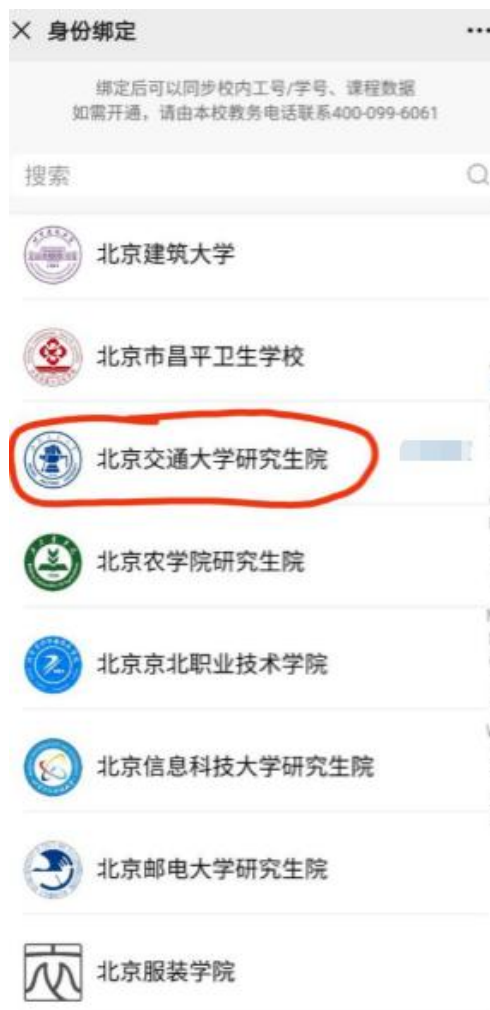 身份绑定
绑定后可以同步校内工号/学号、课程数据
如需开通，请由本校教务电话联系400-099-6061
搜索
北京建筑大学
北京市昌平卫生学校
北京交通大学研究生院
北京农学院研究生院
北京京北职业技术学院
北京信息科技大学研究生院
北京邮电大学研究生院
北京服装学院